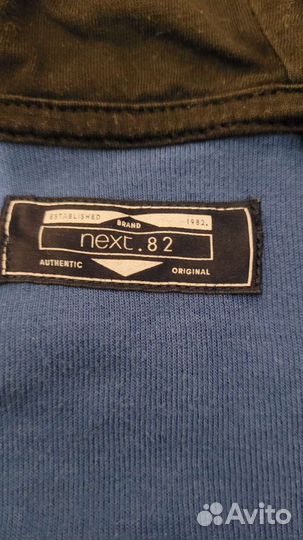 ESTABLISHED BRAND 1982.
next.82
AUTHENTIC ORIGINAL
Avito